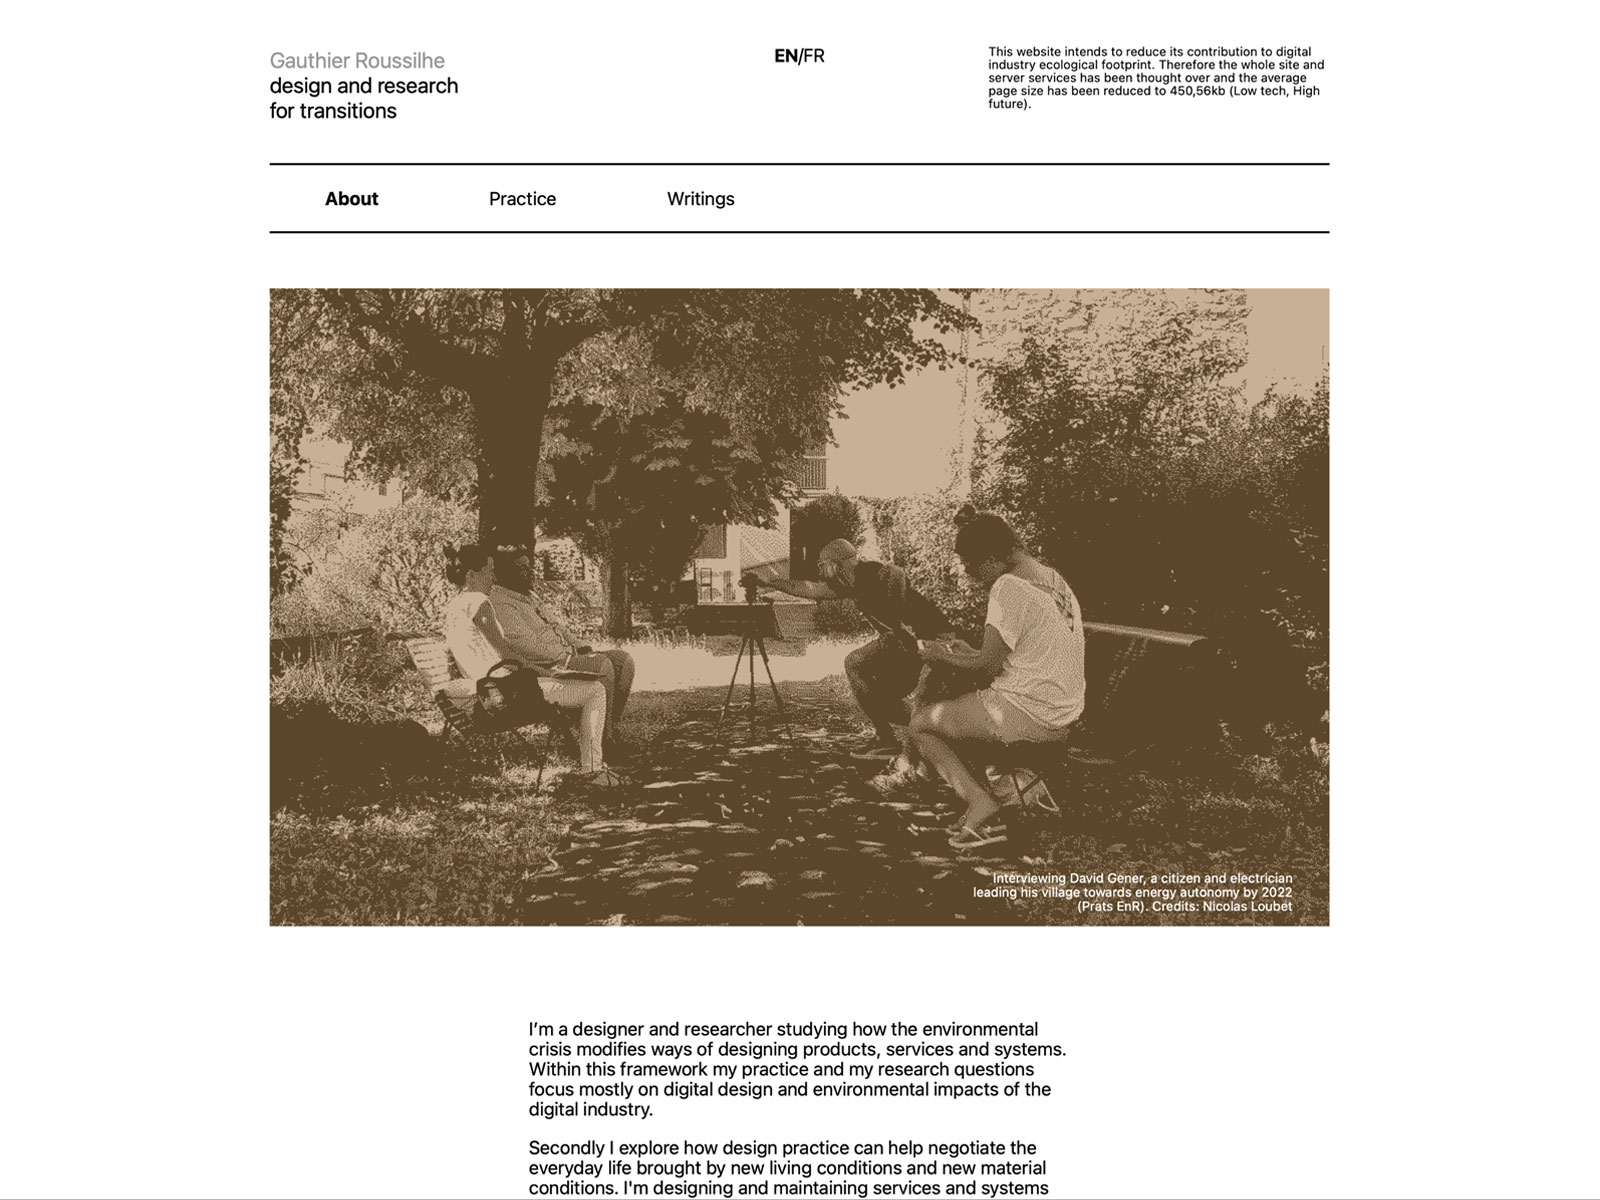 Gauthier Roussilhe
design and research
for transitions
EN/FR
This website intends to reduce its contribution to digital
industry ecological footprint. Therefore the whole site and
server services has been thought over and the average
page size has been reduced to 450,56kb (Low tech, High
future).
About
Practice
Writings
Interviewing David Gener, a citizen and electrician
leading his village towards energy autonomy by 2022
(Prats EnR). Credits: Nicolas Loubet
I’m a designer and researcher studying how the environmental
crisis modifies ways of designing products, services and systems.
Within this framework my practice and my research questions
focus mostly on digital design and environmental impacts of the
digital industry.
Secondly I explore how design practice can help negotiate the
everyday life brought by new living conditions and new material
conditions. I'm designing and maintaining services and systems